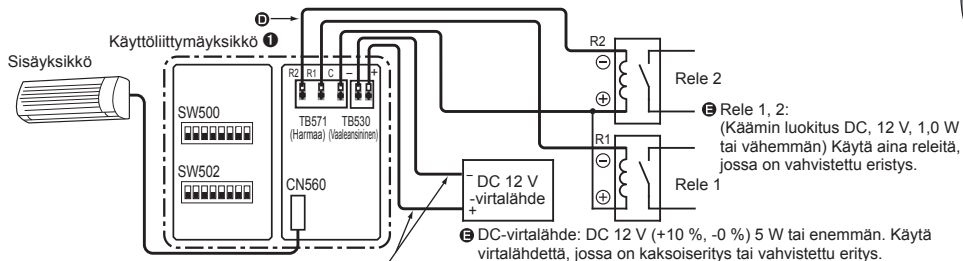 D
Käyttöliittymäyksikkö 1
Sisäyksikkö
R2 R1 C – +
TB571 TB530
(Harmaa) (Vaaleansininen)
SW500
SW502
CN560
– DC 12 V
-virtalähde
+
R2
–
+
Rele 2
R1
–
+
Rele 1
E Rele 1, 2:
(Käämin luokitus DC, 12 V, 1,0 W
tai vähemmän) Käytä aina releitä,
jossa on vahvistettu eristys.
E DC-virtalähde: DC 12 V (+10 %, -0 %) 5 W tai enemmän. Käytä
virtalähdettä, jossa on kaksoiseritys tai vahvistettu eritys.